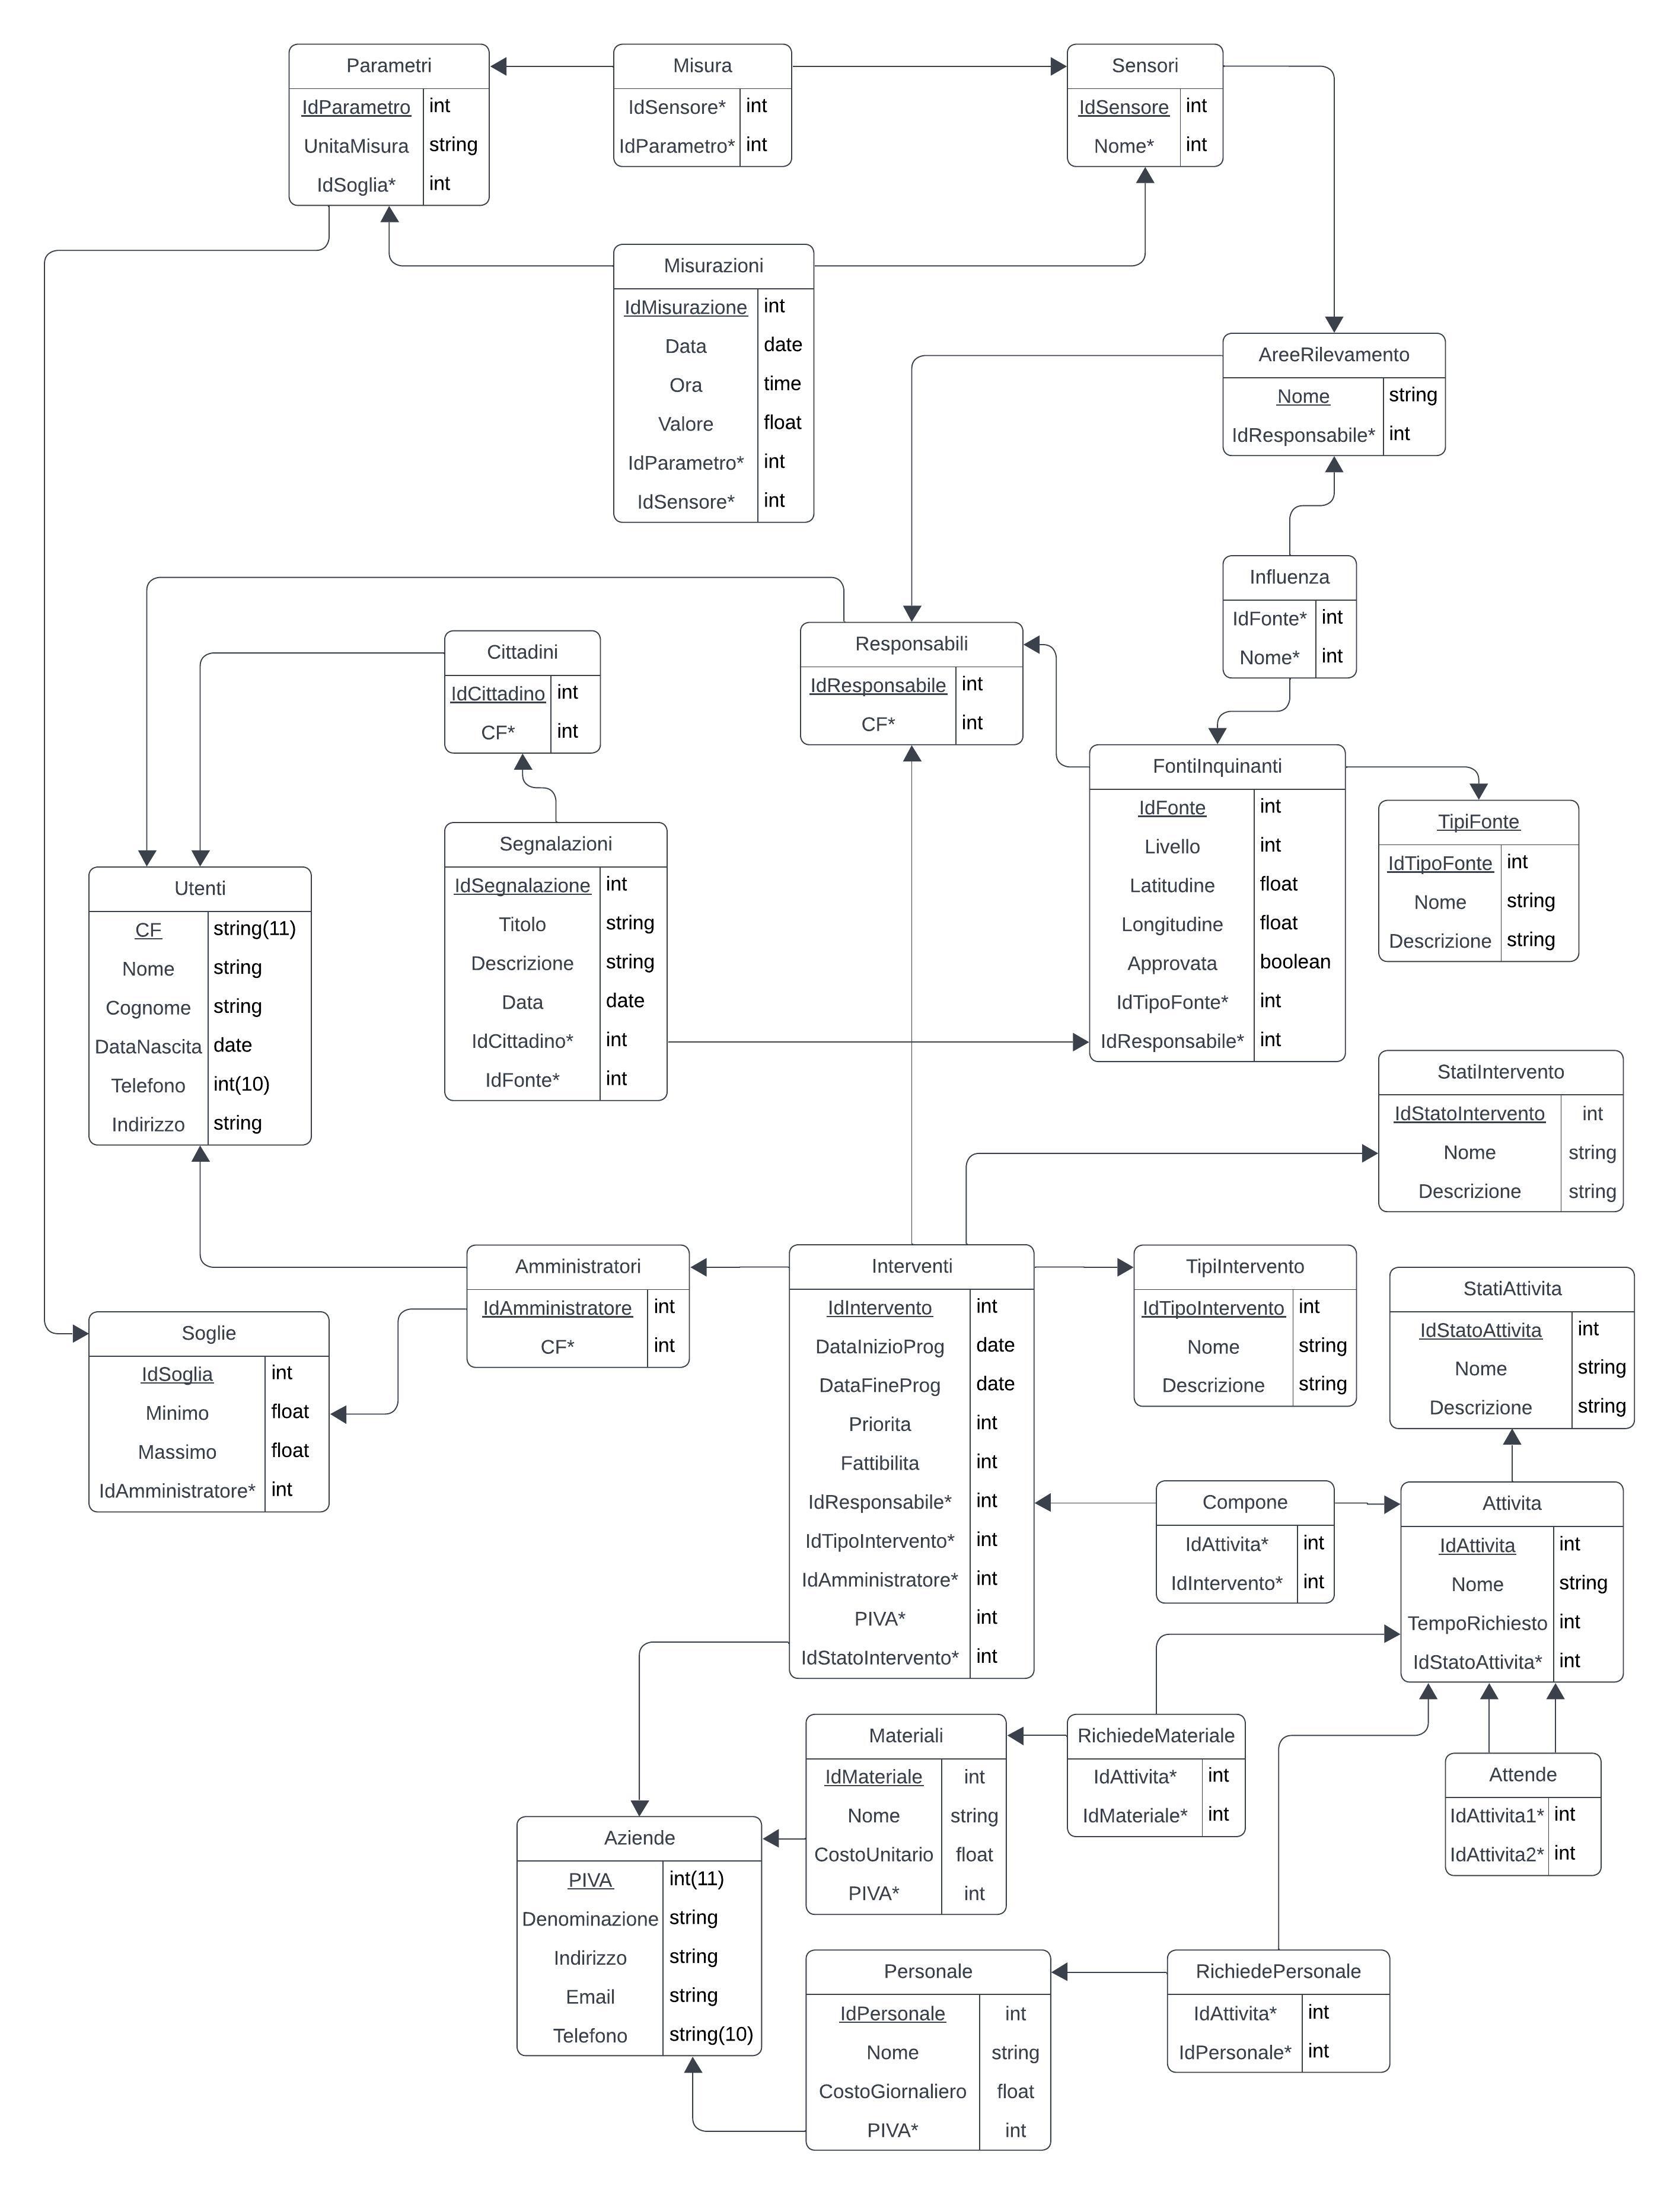 Parametri
IdParametro int
UnitaMisura string
IdSoglia* int
Misura
IdSensore* int
IdParametro* int
Sensori
IdSensore int
Nome* int
Misurazioni
IdMisurazione int
Data date
Ora time
Valore float
IdParametro* int
IdSensore* int
AreeRilevamento
Nome string
IdResponsabile* int
Influenza
IdFonte* int
Nome* int
Cittadini
IdCittadino int
CF* int
Responsabili
IdResponsabile int
CF* int
FontiInquinanti
IdFonte int
Livello int
Latitudine float
Longitudine float
Approvata boolean
IdTipoFonte* int
IdResponsabile* int
TipiFonte
IdTipoFonte int
Nome string
Descrizione string
Segnalazioni
IdSegnalazione int
Titolo string
Descrizione string
Data date
IdCittadino* int
IdFonte* int
Utenti
CF string(11)
Nome string
Cognome string
DataNascita date
Telefono int(10)
Indirizzo string
StatiIntervento
IdStatoIntervento int
Nome string
Descrizione string
Amministratori
IdAmministratore int
CF* int
Interventi
IdIntervento int
DataInizioProg date
DataFineProg date
Priorita int
Fattibilita int
IdResponsabile* int
IdTipoIntervento* int
IdAmministratore* int
PIVA* int
IdStatoIntervento* int
TipiIntervento
IdTipoIntervento int
Nome string
Descrizione string
StatiAttivita
IdStatoAttivita int
Nome string
Descrizione string
Soglie
IdSoglia int
Minimo float
Massimo float
IdAmministratore* int
Compone
IdAttivita* int
IdIntervento* int
Attivita
IdAttivita int
Nome string
TempoRichiesto int
IdStatoAttivita* int
Materiali
IdMateriale int
Nome string
CostoUnitario float
PIVA* int
RichiedeMateriale
IdAttivita* int
IdMateriale* int
Attende
IdAttivita1* int
IdAttivita2* int
Aziende
PIVA int(11)
Denominazione string
Indirizzo string
Email string
Telefono string(10)
Personale
IdPersonale int
Nome string
CostoGiornaliero float
PIVA* int
RichiedePersonale
IdAttivita* int
IdPersonale* int